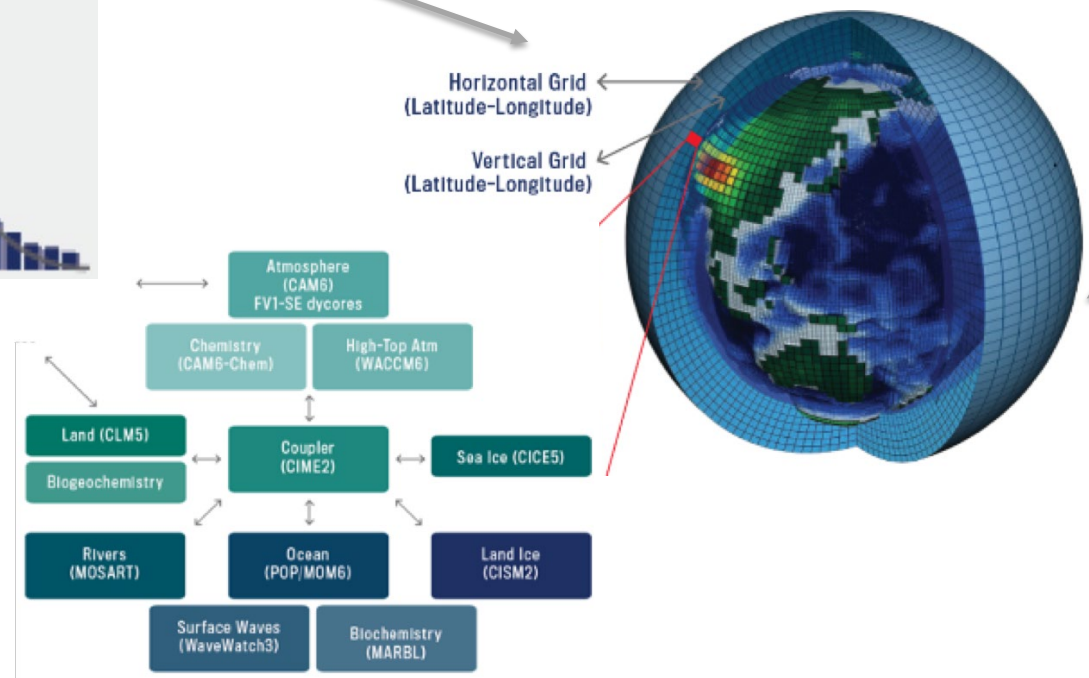 Horizontal Grid
(Latitude-Longitude)
Vertical Grid
(Latitude-Longitude)
Atmosphere
(CAM6)
FV1-SE dycores
Chemistry
(CAM6-Chem)
High-Top Atm
(WACCM6)
Land (CLM5)
Biogeochemistry
Coupler
(CIME2)
Sea Ice (CICE5)
Rivers
(MOSART)
Ocean
(POP/MOM6)
Land Ice
(CISM2)
Surface Waves
(WaveWatch3)
Biochemistry
(MARBL)